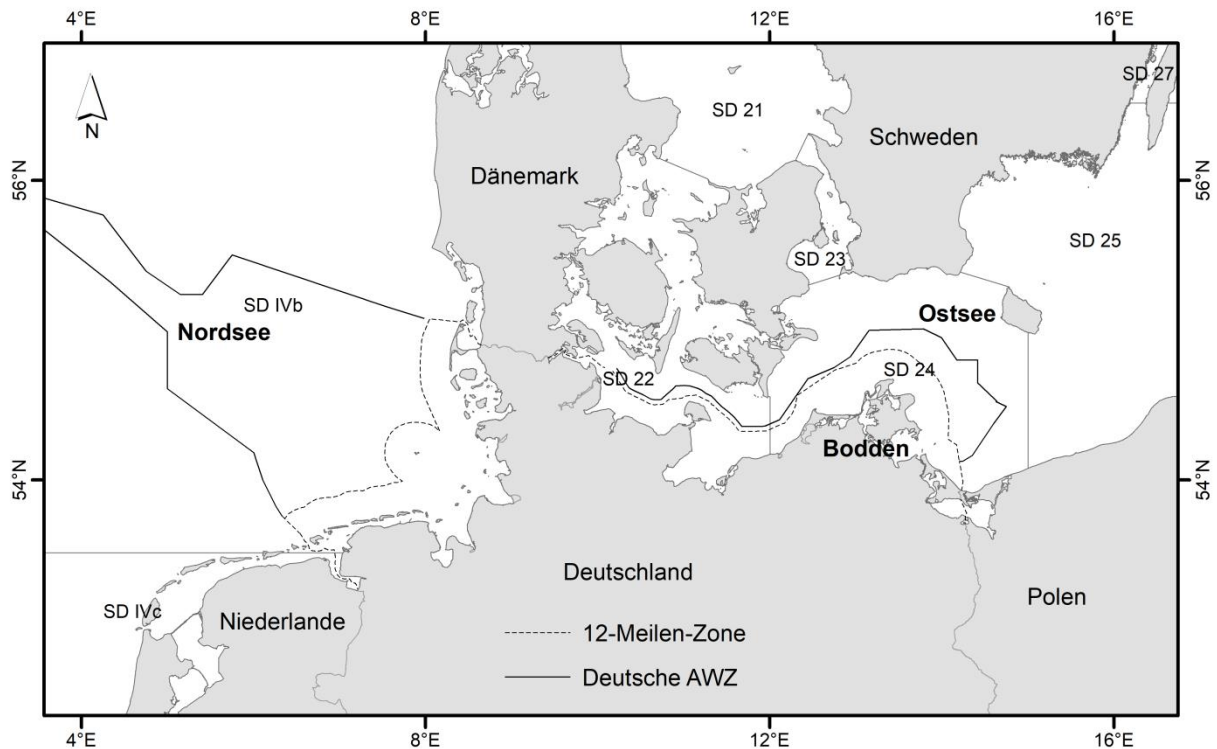 4°E
8°E
12°E
16°E
SD 27
N
SD 21
Schweden
56°N
Dänemark
56°N
SD 25
SD 23
SD IVb
Nordsee
Ostsee
SD 22
SD 24
Bodden
54°N
54°N
Deutschland
Polen
SD IVc
Niederlande
12-Meilen-Zone
Deutsche AWZ
4°E
8°E
12°E
16°E